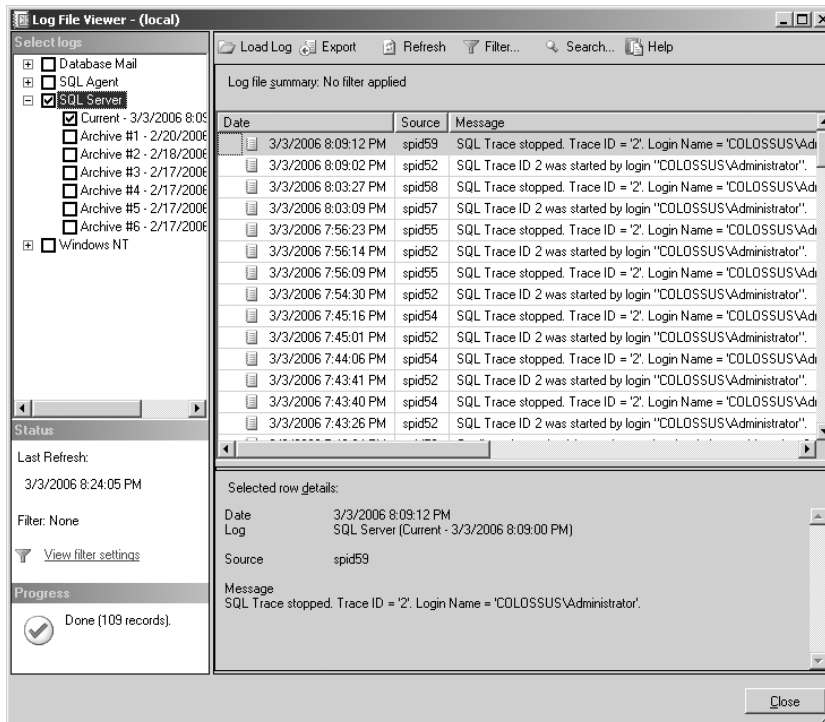 Log File Viewer - (local)
Select logs
Database Mail
SQL Agent
SQL Server
Current - 3/3/2006 8:09
Archive #1 - 2/20/2006
Archive #2 - 2/18/2006
Archive #3 - 2/17/2006
Archive #4 - 2/17/2006
Archive #5 - 2/17/2006
Archive #6 - 2/17/2006
Windows NT
Status
Last Refresh:
3/3/2006 8:24:05 PM
Filter: None
View filter settings
Progress
Done (109 records).
Load Log Export Refresh Filter... Search... Help
Log file summary: No filter applied
Date Source Message
3/3/2006 8:09:12 PM spid59 SQL Trace stopped. Trace ID = '2'. Login Name = 'COLOSSUS\Ad
3/3/2006 8:09:02 PM spid52 SQL Trace ID 2 was started by login "COLOSSUS\Administrator".
3/3/2006 8:03:27 PM spid58 SQL Trace stopped. Trace ID = '2'. Login Name = 'COLOSSUS\Ad
3/3/2006 8:03:09 PM spid57 SQL Trace ID 2 was started by login "COLOSSUS\Administrator".
3/3/2006 7:56:23 PM spid55 SQL Trace stopped. Trace ID = '2'. Login Name = 'COLOSSUS\Ad
3/3/2006 7:56:14 PM spid52 SQL Trace ID 2 was started by login "COLOSSUS\Administrator".
3/3/2006 7:56:09 PM spid55 SQL Trace stopped. Trace ID = '2'. Login Name = 'COLOSSUS\Ad
3/3/2006 7:54:30 PM spid52 SQL Trace ID 2 was started by login "COLOSSUS\Administrator".
3/3/2006 7:45:16 PM spid54 SQL Trace stopped. Trace ID = '2'. Login Name = 'COLOSSUS\Ad
3/3/2006 7:45:01 PM spid52 SQL Trace ID 2 was started by login "COLOSSUS\Administrator".
3/3/2006 7:44:06 PM spid54 SQL Trace stopped. Trace ID = '2'. Login Name = 'COLOSSUS\Ad
3/3/2006 7:43:41 PM spid52 SQL Trace ID 2 was started by login "COLOSSUS\Administrator".
3/3/2006 7:43:40 PM spid54 SQL Trace stopped. Trace ID = '2'. Login Name = 'COLOSSUS\Ad
3/3/2006 7:43:26 PM spid52 SQL Trace ID 2 was started by login "COLOSSUS\Administrator".
Selected row details:
Date 3/3/2006 8:09:12 PM
Log SQL Server (Current - 3/3/2006 8:09:00 PM)
Source spid59
Message
SQL Trace stopped. Trace ID = '2'. Login Name = 'COLOSSUS\Administrator'.
Close